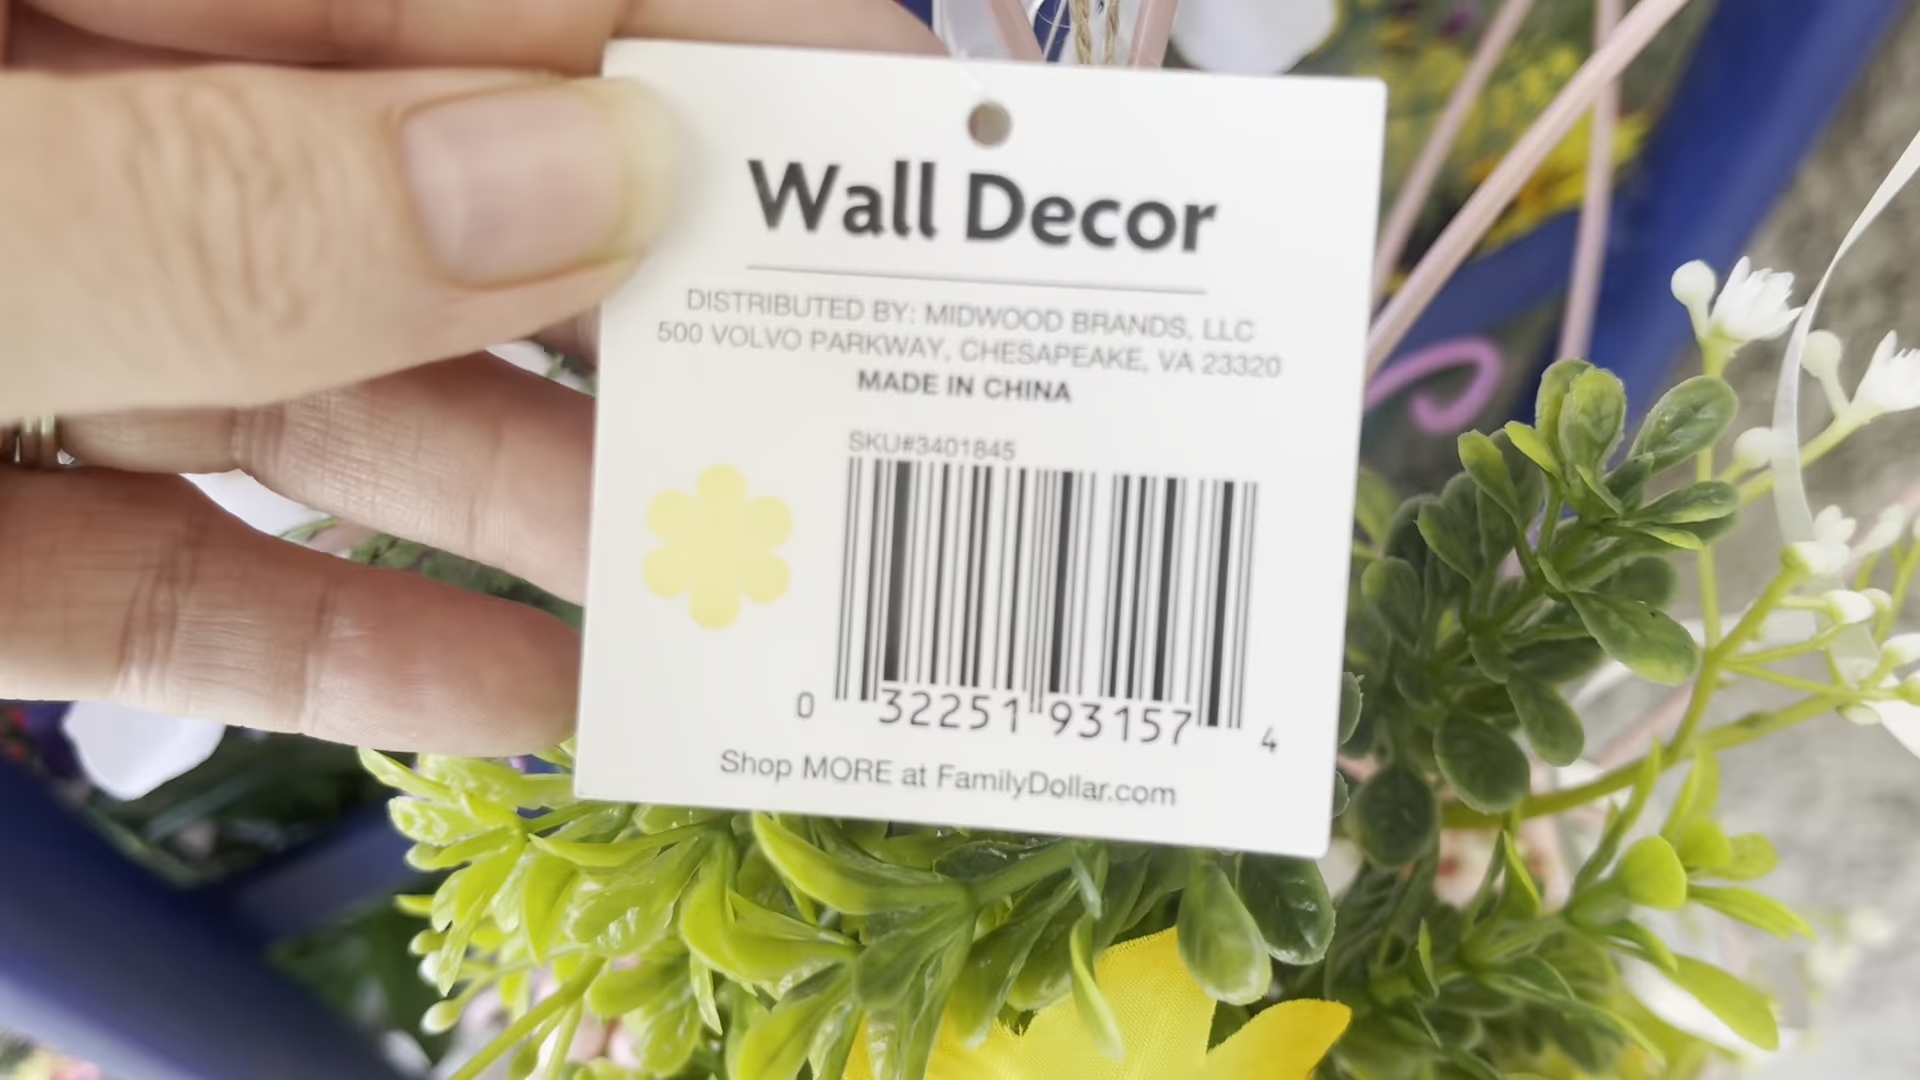 Wall Decor
DISTRIBUTED BY: MIDWOOD BRANDS, LLC
500 VOLVO PARKWAY, CHESAPEAKE, VA 23320
MADE IN CHINA
SKU#3401845
0 32251 93157 4
Shop MORE at FamilyDollar.com